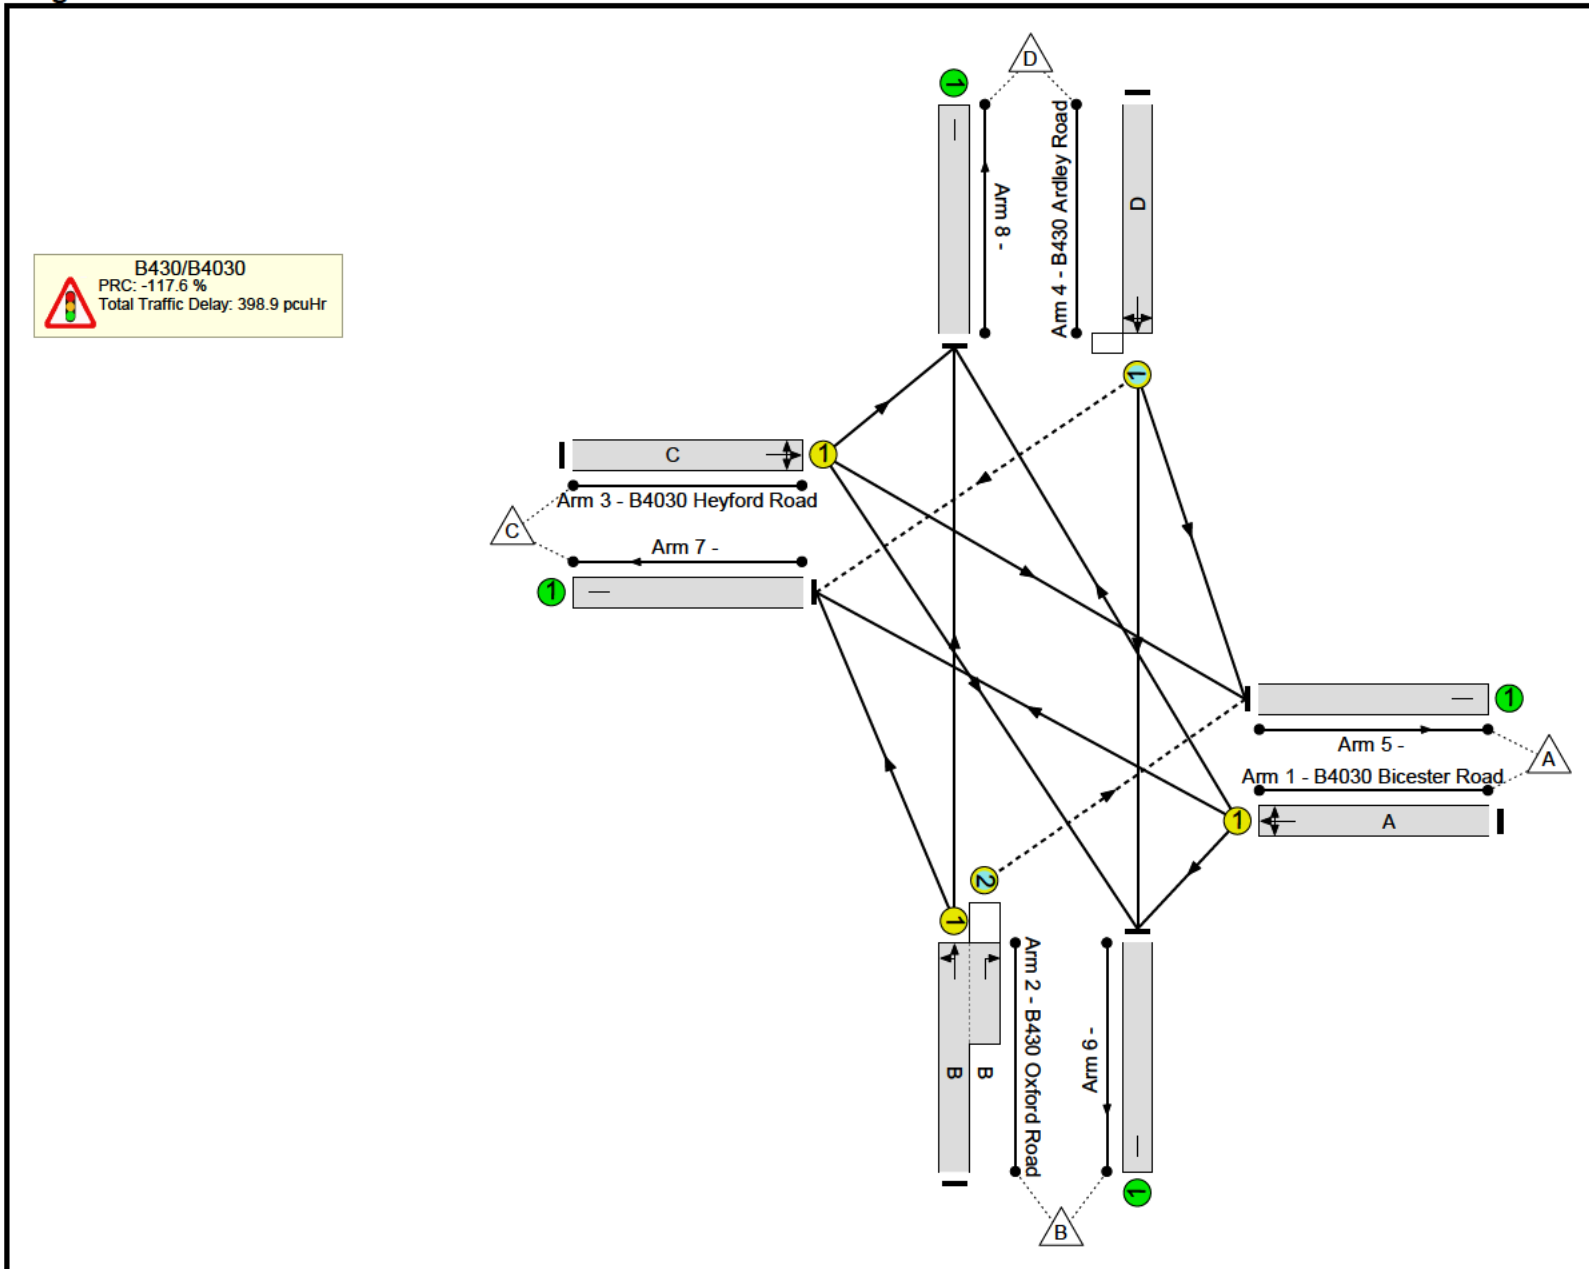 D
1
Arm 8 -
Arm 4 - B430 Ardley Road
D
B430/B4030
PRC: -117.6 %
Total Traffic Delay: 398.9 pcuHr
1
C
1
Arm 3 - B4030 Heyford Road
C
Arm 7 -
1
1
Arm 5 -
A
Arm 1 - B4030 Bicester Road
1
A
2
1
Arm 2 - B430 Oxford Road
Arm 6 -
B
B
1
B